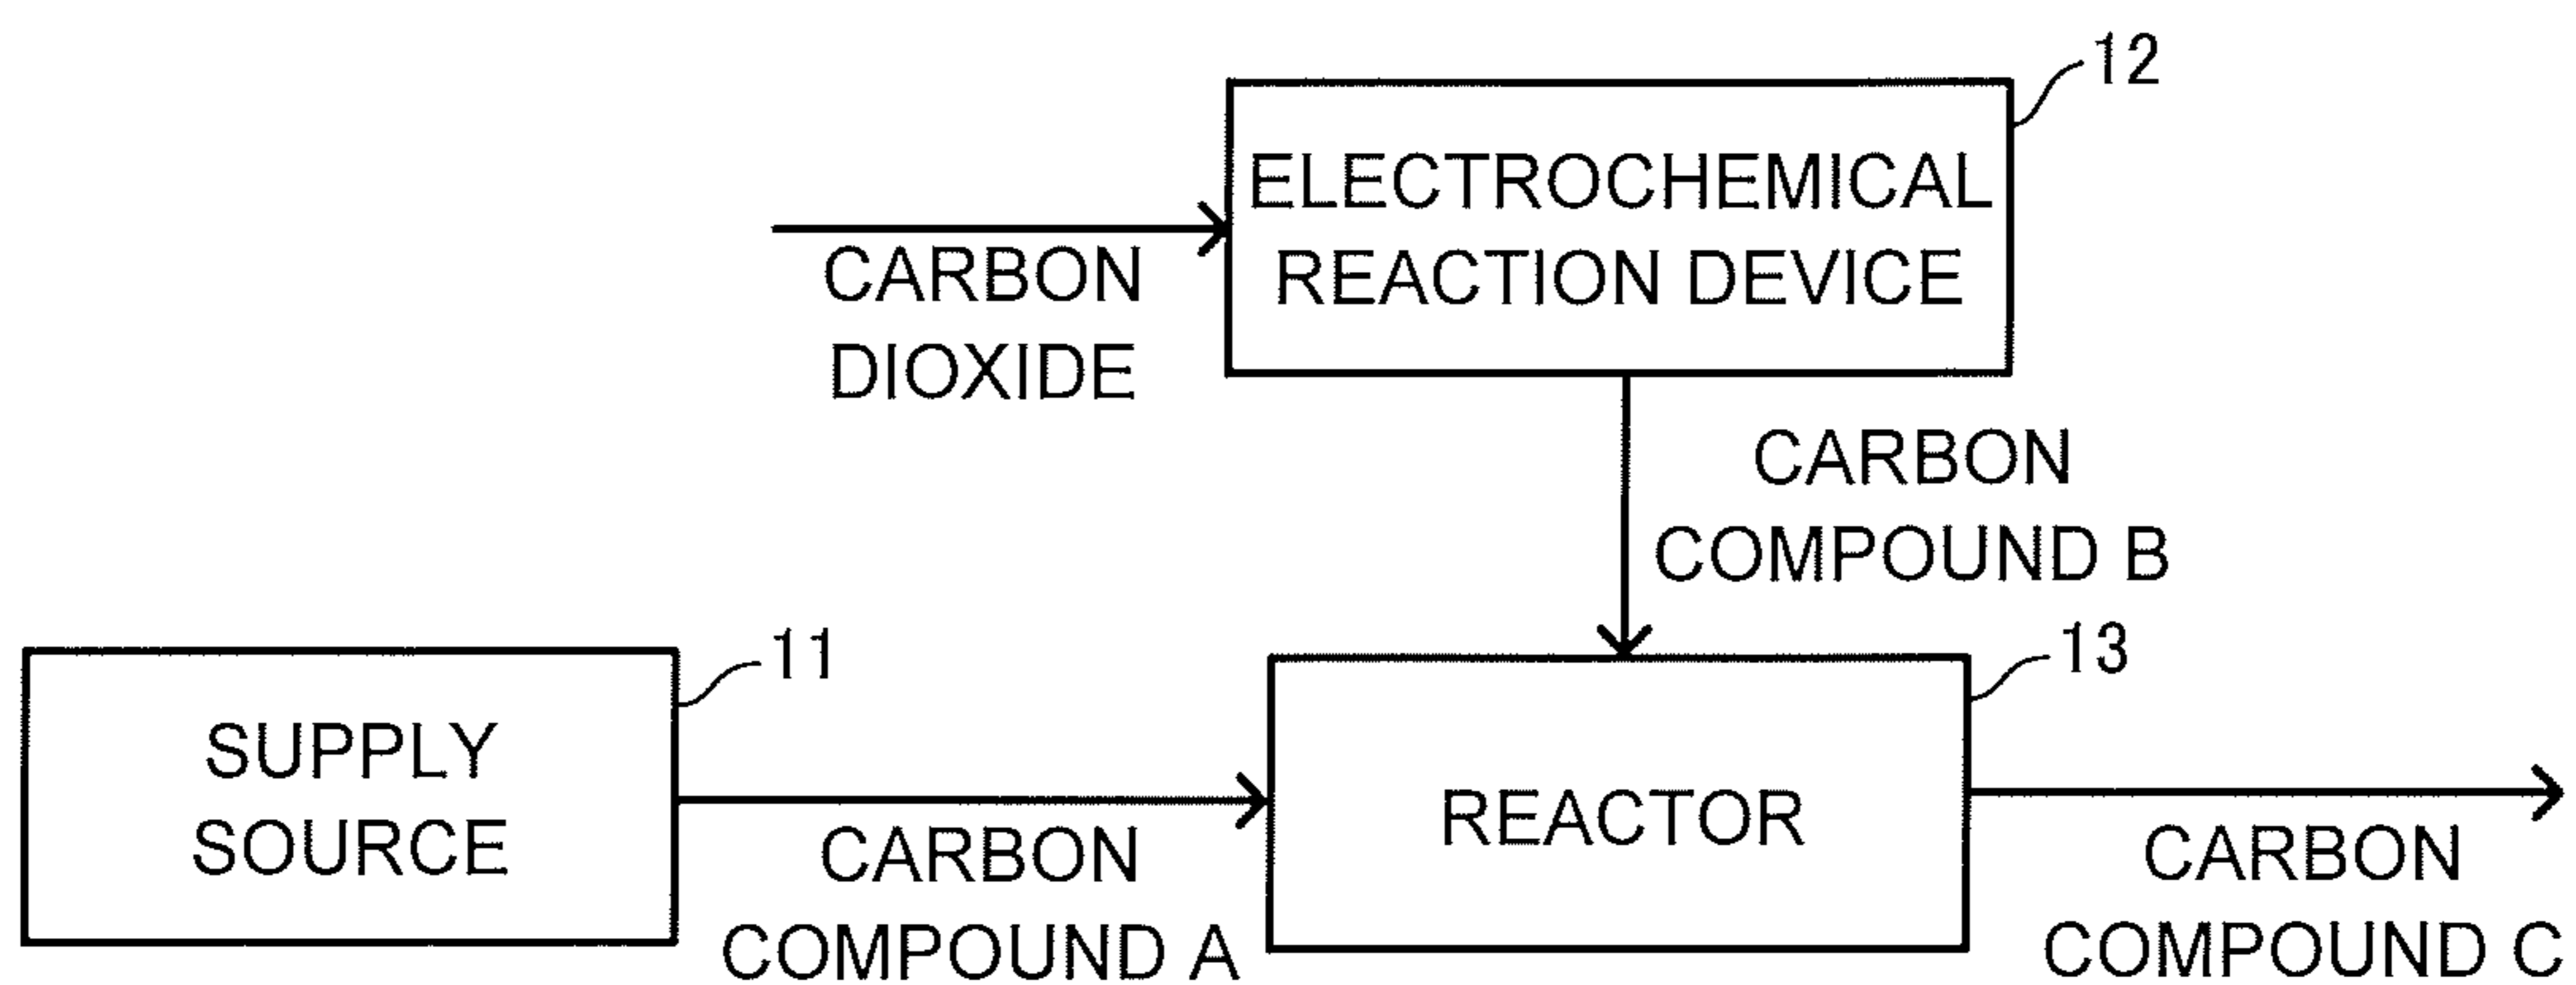 12
ELECTROCHEMICAL
REACTION DEVICE
CARBON
DIOXIDE
CARBON
COMPOUND B
11
SUPPLY
SOURCE
CARBON
COMPOUND A
13
REACTOR
CARBON
COMPOUND C